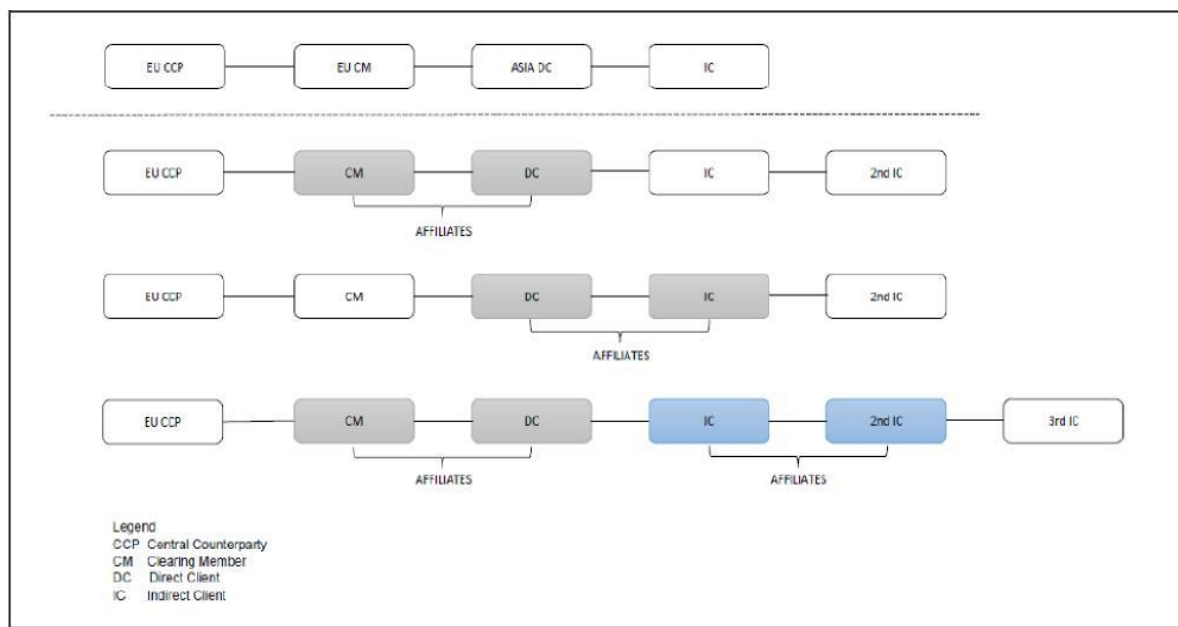 EU CCP EU CM ASIA DC IC
EU CCP CM DC IC 2nd IC
AFFILIATES
EU CCP CM DC IC 2nd IC
AFFILIATES
EU CCP CM DC IC 2nd IC 3rd IC
AFFILIATES AFFILIATES
Legend
CCP Central Counterparty
CM Clearing Member
DC Direct Client
IC Indirect Client